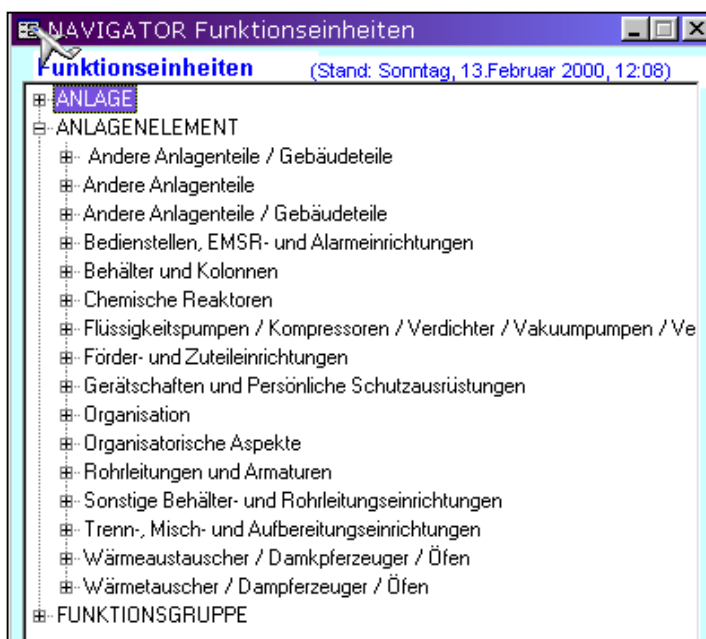 NAVIGATOR Funktionseinheiten
Funktionseinheiten (Stand: Sonntag, 13.Februar 2000, 12:08)
ANLAGE
ANLAGENELEMENT
Andere Anlagenteile / Gebäudeteile
Andere Anlagenteile
Andere Anlagenteile / Gebäudeteile
Bedienstellen, EMSR- und Alarmeinrichtungen
Behälter und Kolonnen
Chemische Reaktoren
Flüssigkeitspumpen / Kompressoren / Verdichter / Vakuumpumpen / Ve
Förder- und Zuteileinrichtungen
Gerätschaften und Persönliche Schutzausrüstungen
Organisation
Organisatorische Aspekte
Rohrleitungen und Armaturen
Sonstige Behälter- und Rohrleitungseinrichtungen
Trenn-, Misch- und Aufbereitungseinrichtungen
Wärmeaustauscher / Damkpferzeuger / Öfen
Wärmetauscher / Dampferzeuger / Öfen
FUNKTIONSGRUPPE